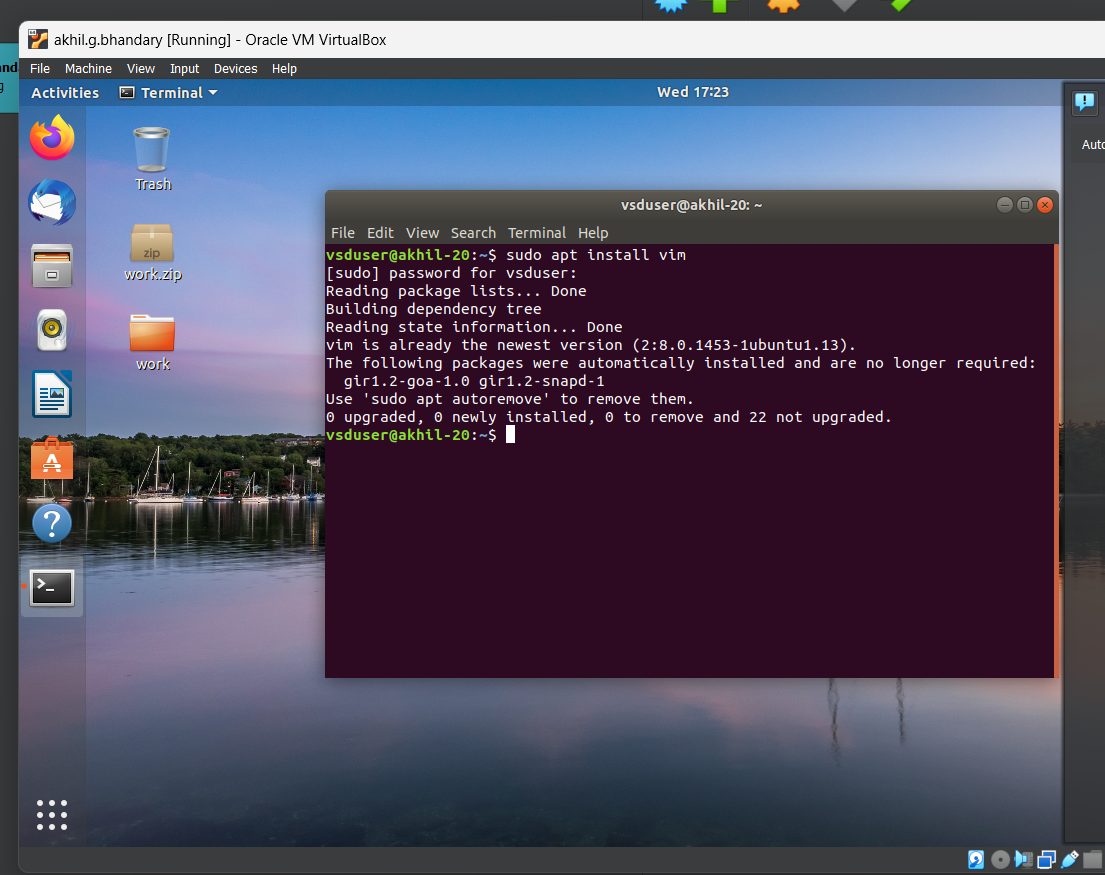 akhil.g.bhandary [Running] - Oracle VM VirtualBox
File Machine View Input Devices Help
Activities Terminal Wed 17:23
Auto
Trash
zip
work.zip
work
vsduser@akhil-20: ~
File Edit View Search Terminal Help
vsduser@akhil-20:~$ sudo apt install vim
[sudo] password for vsduser:
Reading package lists... Done
Building dependency tree
Reading state information... Done
vim is already the newest version (2:8.0.1453-1ubuntu1.13).
The following packages were automatically installed and are no longer required:
  gir1.2-goa-1.0 gir1.2-snapd-1
Use 'sudo apt autoremove' to remove them.
0 upgraded, 0 newly installed, 0 to remove and 22 not upgraded.
vsduser@akhil-20:~$